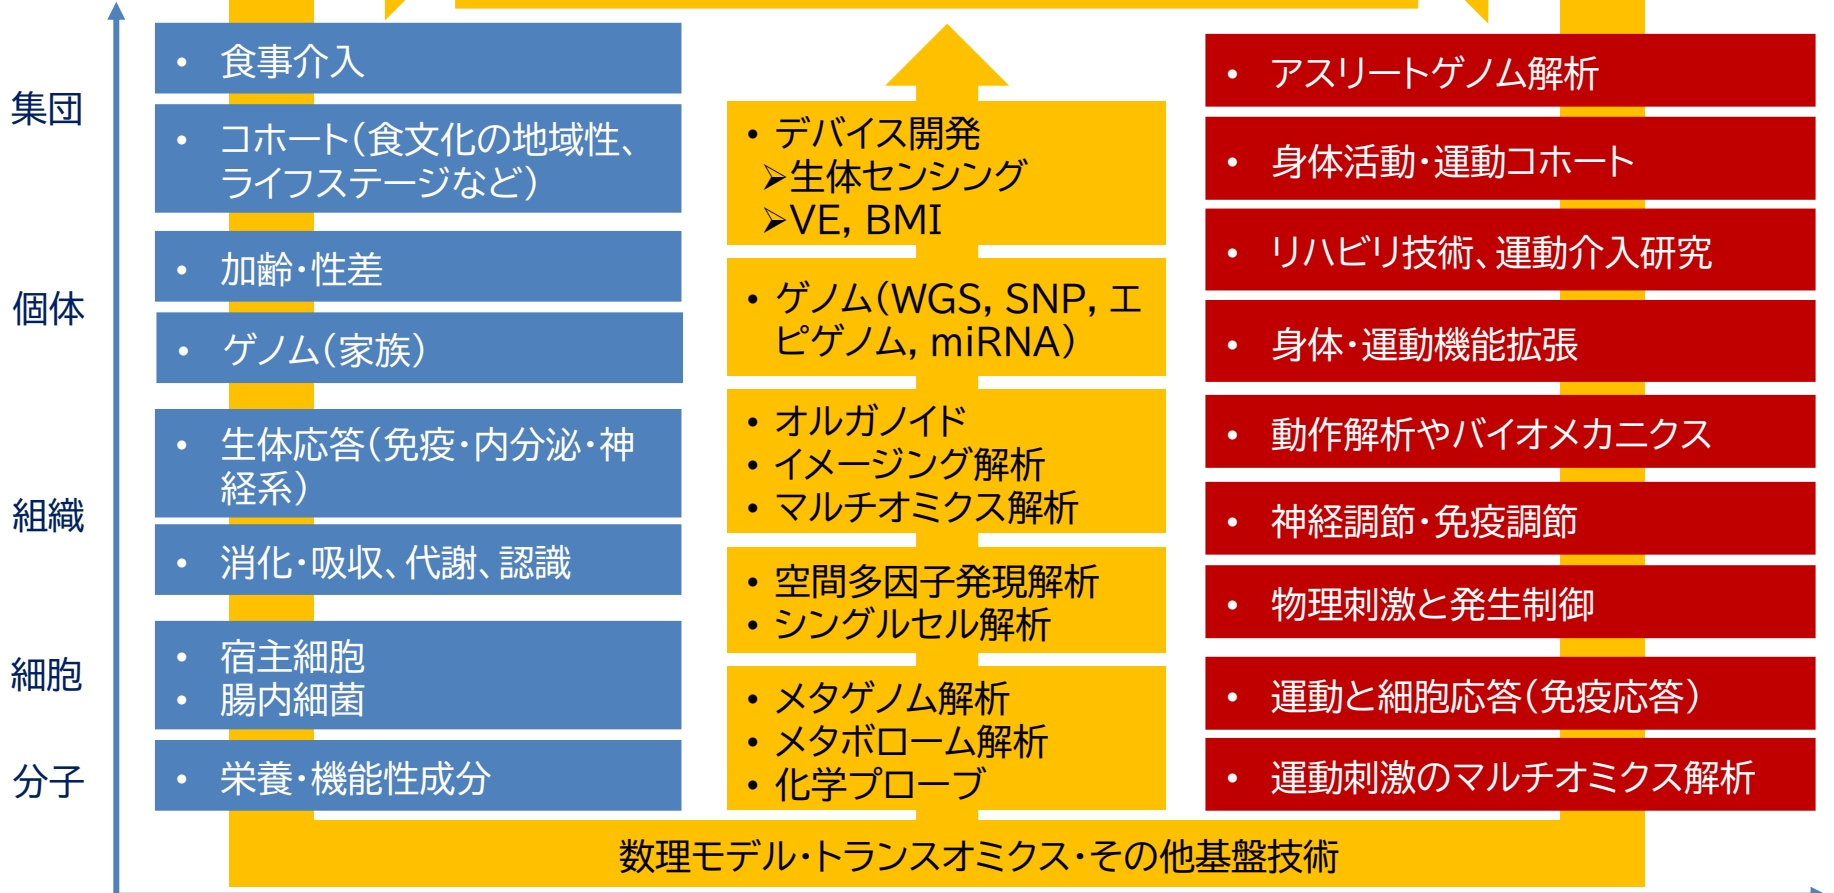 集団
個体
組織
細胞
分子
• 食事介入
• コホート（食文化の地域性、
ライフステージなど）
• 加齢・性差
• ゲノム（家族）
• 生体応答（免疫・内分泌・神
経系）
• 消化・吸収、代謝、認識
• 宿主細胞
• 腸内細菌
• 栄養・機能性成分
• デバイス開発
➢生体センシング
➢VE, BMI
• ゲノム（WGS, SNP, エ
ピゲノム, miRNA）
• オルガノイド
• イメージング解析
• マルチオミクス解析
• 空間多因子発現解析
• シングルセル解析
• メタゲノム解析
• メタボローム解析
• 化学プローブ
• アスリートゲノム解析
• 身体活動・運動コホート
• リハビリ技術、運動介入研究
• 身体・運動機能拡張
• 動作解析やバイオメカニクス
• 神経調節・免疫調節
• 物理刺激と発生制御
• 運動と細胞応答（免疫応答）
• 運動刺激のマルチオミクス解析
数理モデル・トランスオミクス・その他基盤技術